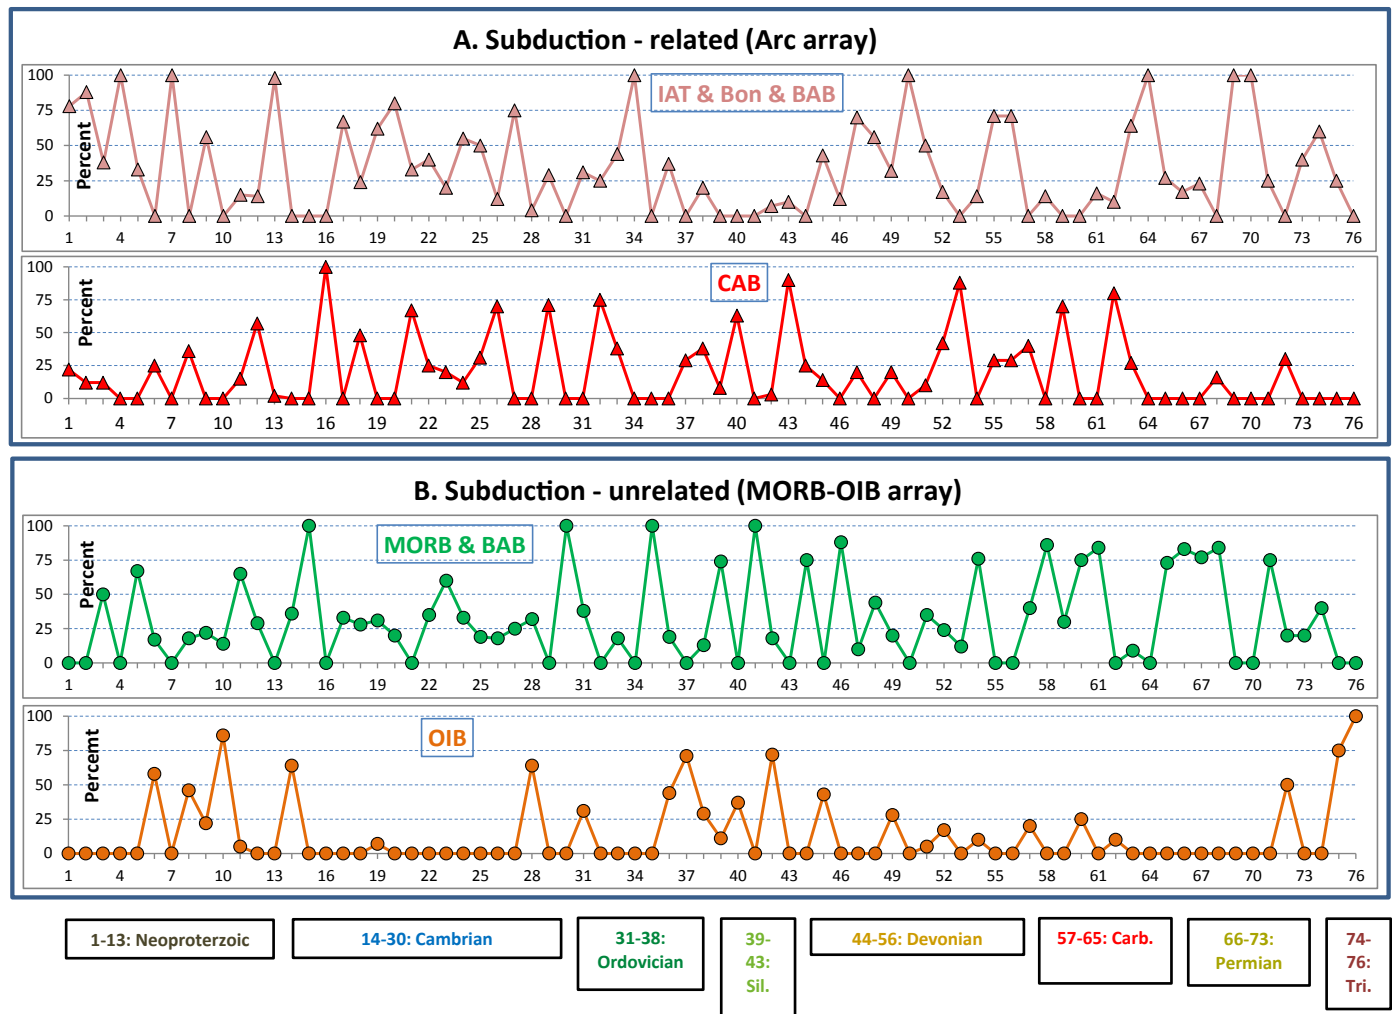 A. Subduction - related (Arc array)
IAT & Bon & BAB
Percent
100
75
50
25
0
1 4 7 10 13 16 19 22 25 28 31 34 37 40 43 46 49 52 55 58 61 64 67 70 73 76
CAB
Percent
100
75
50
25
0
1 4 7 10 13 16 19 22 25 28 31 34 37 40 43 46 49 52 55 58 61 64 67 70 73 76
B. Subduction - unrelated (MORB-OIB array)
MORB & BAB
Percent
100
75
50
25
0
1 4 7 10 13 16 19 22 25 28 31 34 37 40 43 46 49 52 55 58 61 64 67 70 73 76
OIB
Percemt
100
75
50
25
0
1 4 7 10 13 16 19 22 25 28 31 34 37 40 43 46 49 52 55 58 61 64 67 70 73 76
1-13: Neoproterzoic
14-30: Cambrian
31-38:
Ordovician
39-
43:
Sil.
44-56: Devonian
57-65: Carb.
66-73:
Permian
74-
76:
Tri.